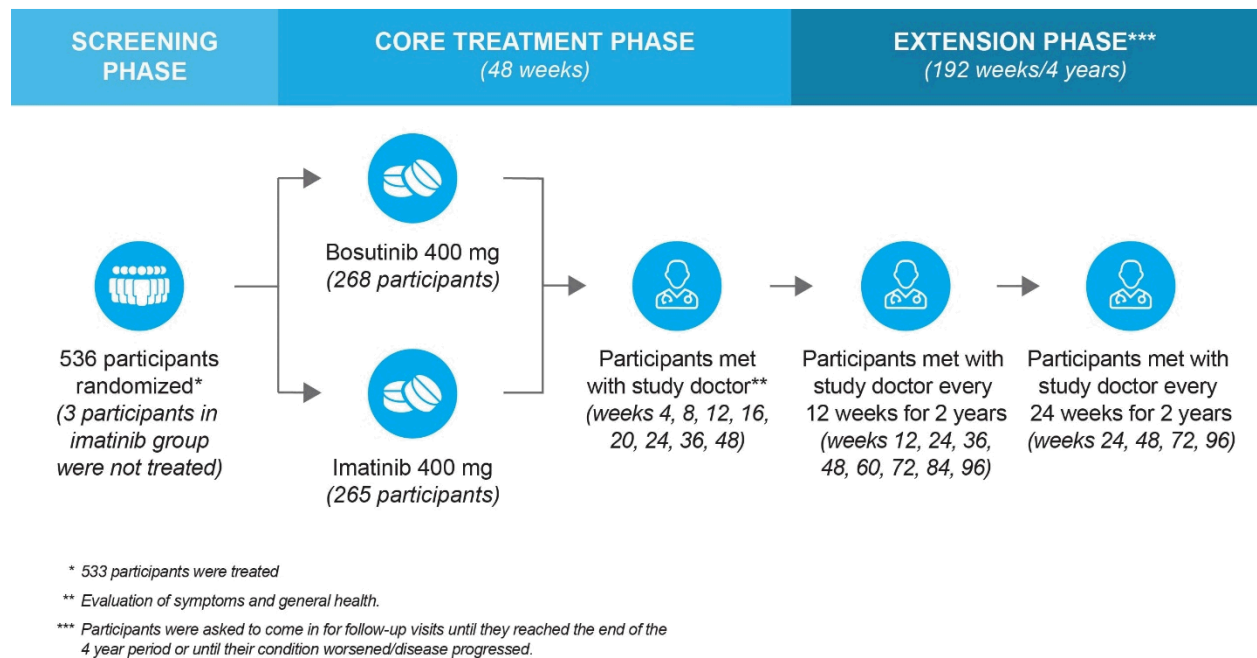 SCREENING
PHASE
CORE TREATMENT PHASE
(48 weeks)
EXTENSION PHASE***
(192 weeks/4 years)
536 participants
randomized*
(3 participants in
imatinib group
were not treated)
Bosutinib 400 mg
(268 participants)
Imatinib 400 mg
(265 participants)
Participants met
with study doctor**
(weeks 4, 8, 12, 16,
20, 24, 36, 48)
Participants met with
study doctor every
12 weeks for 2 years
(weeks 12, 24, 36,
48, 60, 72, 84, 96)
Participants met with
study doctor every
24 weeks for 2 years
(weeks 24, 48, 72, 96)
* 533 participants were treated
** Evaluation of symptoms and general health.
*** Participants were asked to come in for follow-up visits until they reached the end of the
4 year period or until their condition worsened/disease progressed.